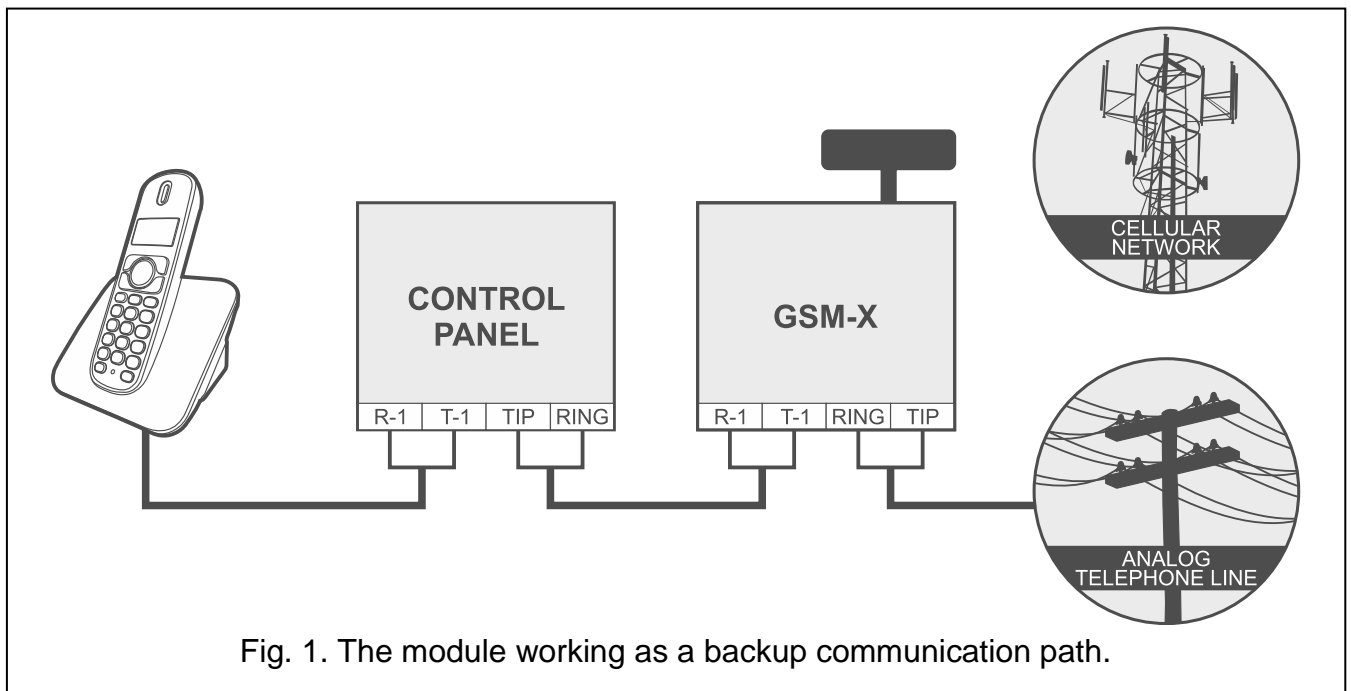 CELLULAR
NETWORK
CONTROL
PANEL
GSM-X
R-1 T-1 TIP RING
R-1 T-1 RING TIP
ANALOG
TELEPHONE LINE
Fig. 1. The module working as a backup communication path.